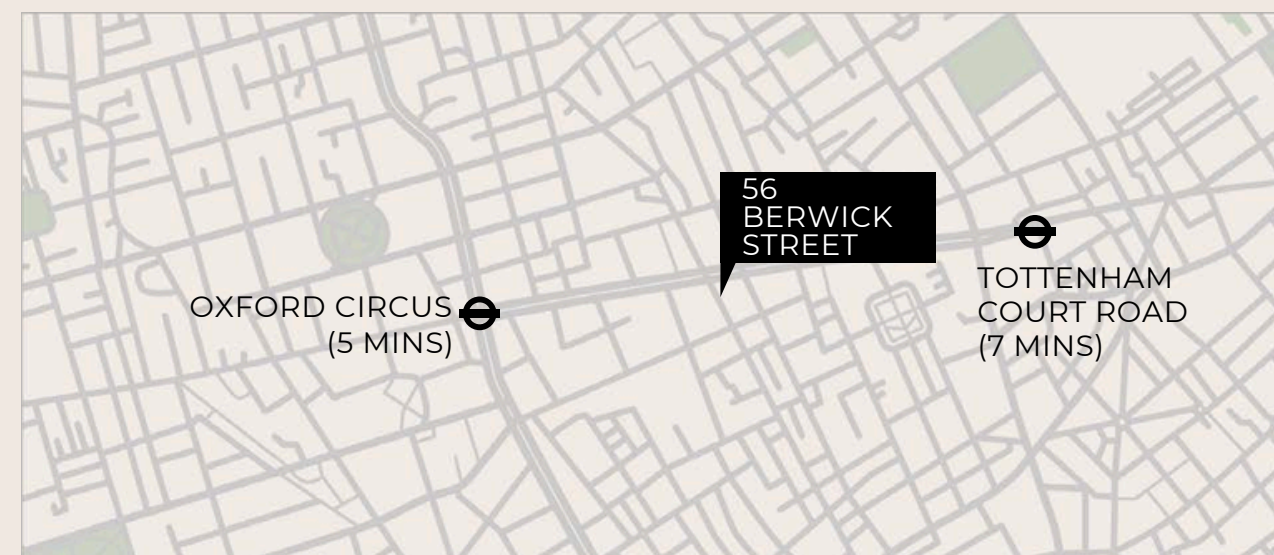 56
BERWICK
STREET
OXFORD CIRCUS
(5 MINS)
TOTTENHAM
COURT ROAD
(7 MINS)